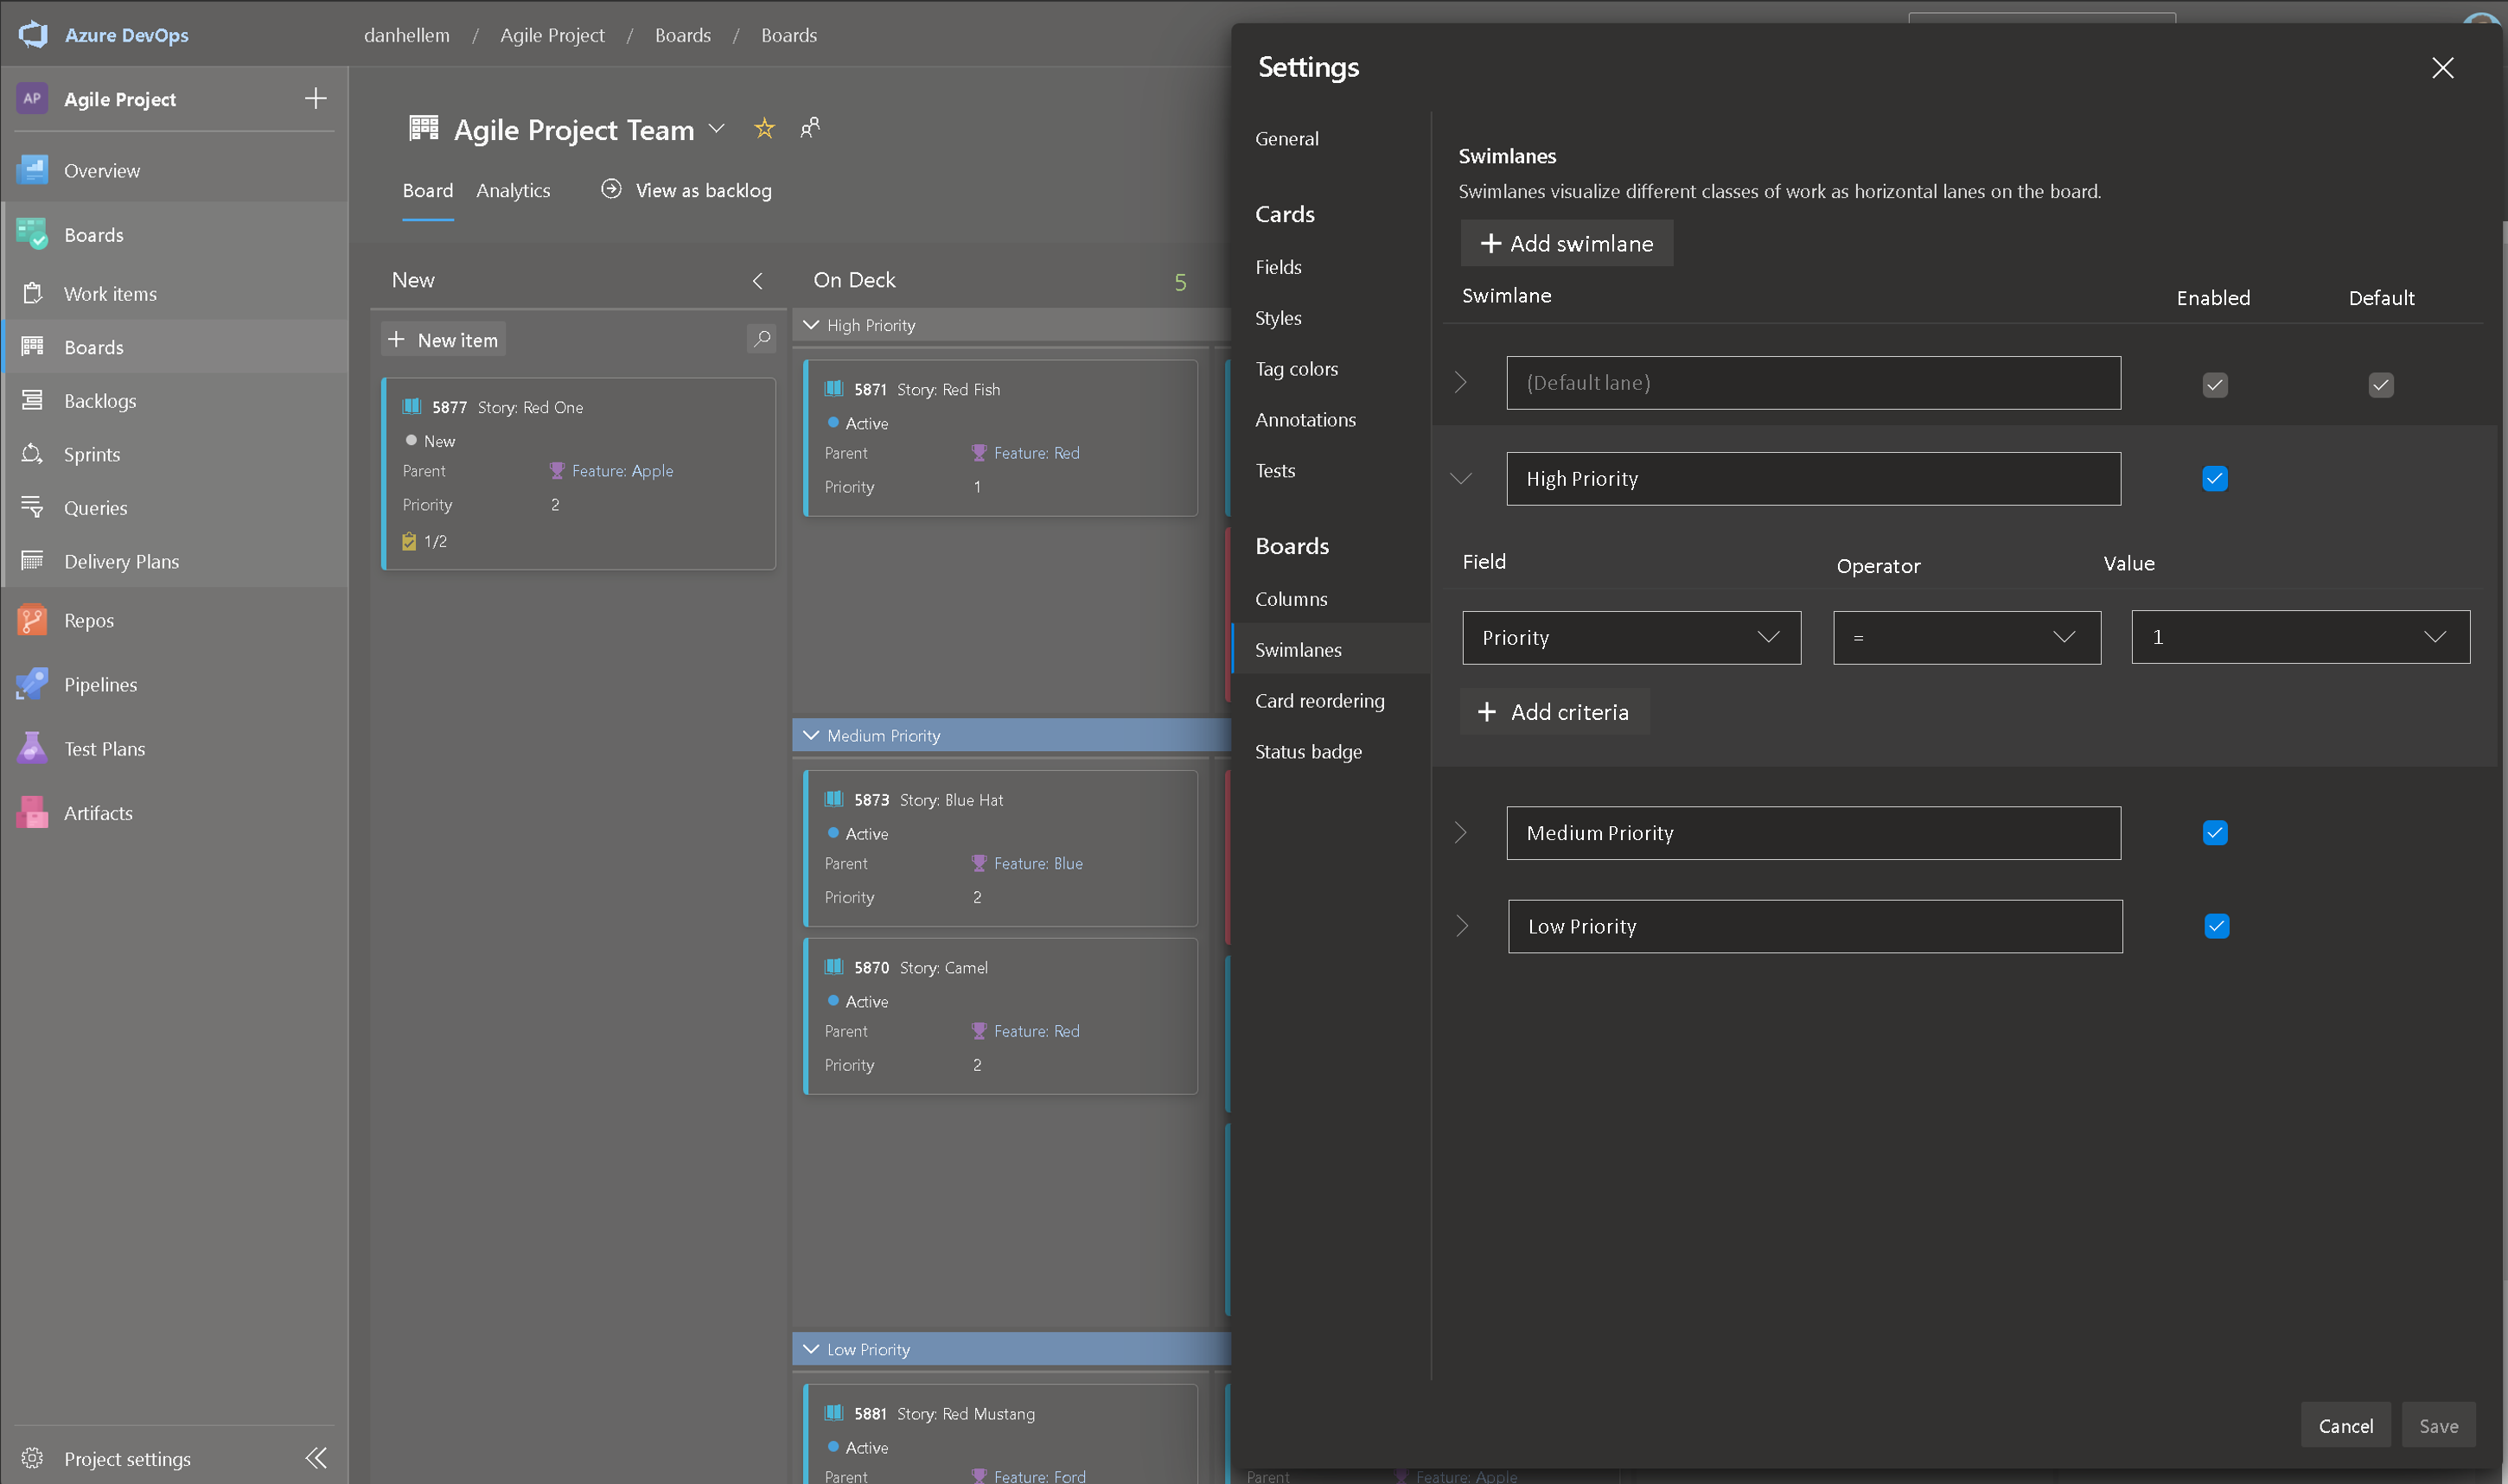 Azure DevOps
danhellem / Agile Project / Boards / Boards
AP Agile Project
Overview
Boards
Work items
Boards
Backlogs
Sprints
Queries
Delivery Plans
Repos
Pipelines
Test Plans
Artifacts
Project settings
Agile Project Team
Board Analytics View as backlog
New
New item
5877 Story: Red One
New
Parent Feature: Apple
Priority 2
1/2
On Deck 5
High Priority
5871 Story: Red Fish
Active
Parent Feature: Red
Priority 1
Medium Priority
5873 Story: Blue Hat
Active
Parent Feature: Blue
Priority 2
5870 Story: Camel
Active
Parent Feature: Red
Priority 2
Low Priority
5881 Story: Red Mustang
Active
Parent Feature: Ford
Parent Feature: Apple
Settings
General
Cards
Fields
Styles
Tag colors
Annotations
Tests
Boards
Columns
Swimlanes
Card reordering
Status badge
Swimlanes
Swimlanes visualize different classes of work as horizontal lanes on the board.
Add swimlane
Swimlane Enabled Default
(Default lane)
High Priority
Field Operator Value
Priority = 1
Add criteria
Medium Priority
Low Priority
Cancel Save